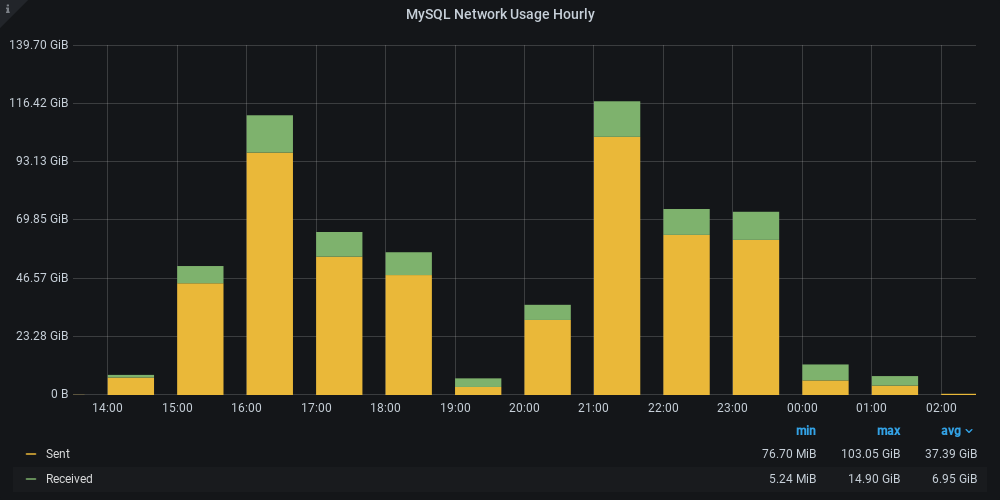 i
MySQL Network Usage Hourly
139.70 GiB
116.42 GiB
93.13 GiB
69.85 GiB
46.57 GiB
23.28 GiB
0 B
14:00 15:00 16:00 17:00 18:00 19:00 20:00 21:00 22:00 23:00 00:00 01:00 02:00
min max avg
Sent 76.70 MiB 103.05 GiB 37.39 GiB
Received 5.24 MiB 14.90 GiB 6.95 GiB